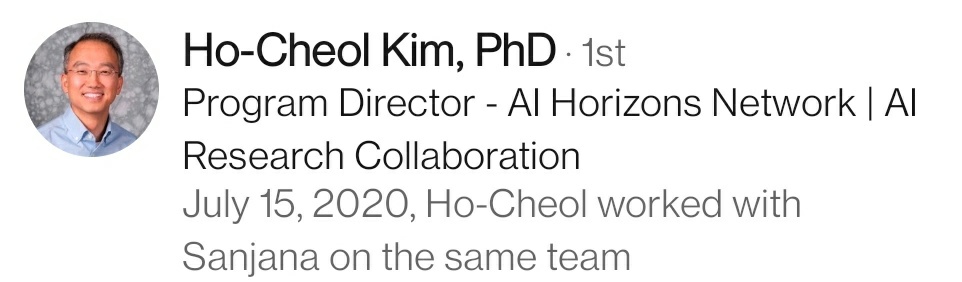 Ho-Cheol Kim, PhD · 1st
Program Director - AI Horizons Network | AI
Research Collaboration
July 15, 2020, Ho-Cheol worked with
Sanjana on the same team